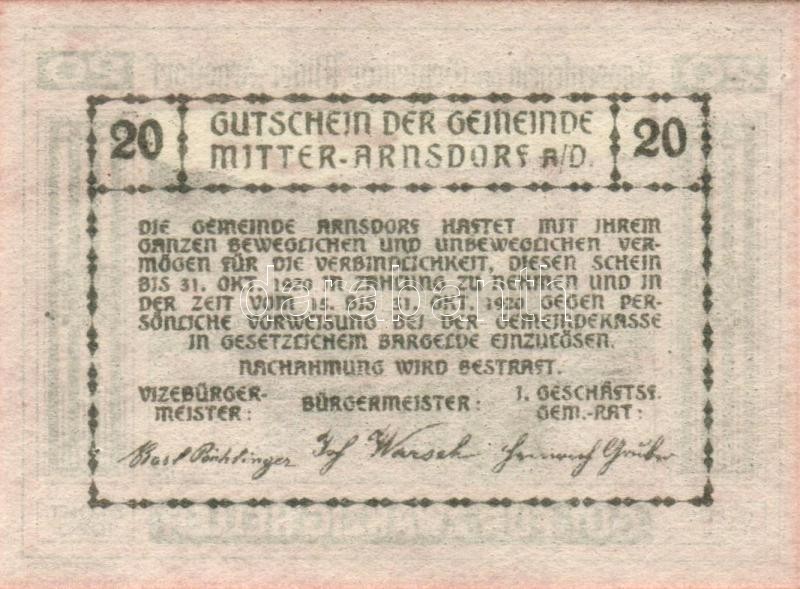 20 GUTSCHEIN DER GEMEINDE 20
MITTER-ARNSDORF A/D.
DIE GEMEINDE ARNSDORF HAFTET MIT IHREM
GANZEN BEWEGLICHEN UND UNBEWEGLICHEN VER-
MÖGEN FÜR DIE VERBINDLICHKEIT, DIESEN SCHEIN
BIS 31. OKT. 1920 IN ZAHLUNG ZU NEHMEN UND IN
DER ZEIT VOM 15. BIS 31. OKT. 1920 GEGEN PER-
SÖNLICHE VORWEISUNG BEI DER GEMEINDEKASSE
IN GESETZLICHEM BARGELDE EINZULÖSEN.
NACHAHMUNG WIRD BESTRAFT.
VIZEBÜRGER-
MEISTER:
BÜRGERMEISTER:
1. GESCHÄFTSF.
GEM.-RAT:
Heinrich Gruber
darabanth